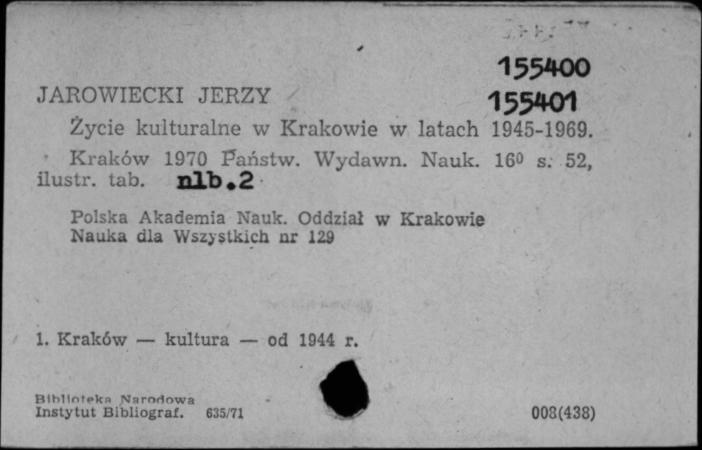 155400
JAROWIECKI JERZY 155401
Życie kulturalne w Krakowie w latach 1945-1969.
Kraków 1970 Państw. Wydawn. Nauk. 16⁰ s. 52,
ilustr. tab. nlb.2
Polska Akademia Nauk. Oddział w Krakowie
Nauka dla Wszystkich nr 129
1. Kraków — kultura — od 1944 r.
Biblioteka Narodowa
Instytut Bibliograf. 635/71 008(438)